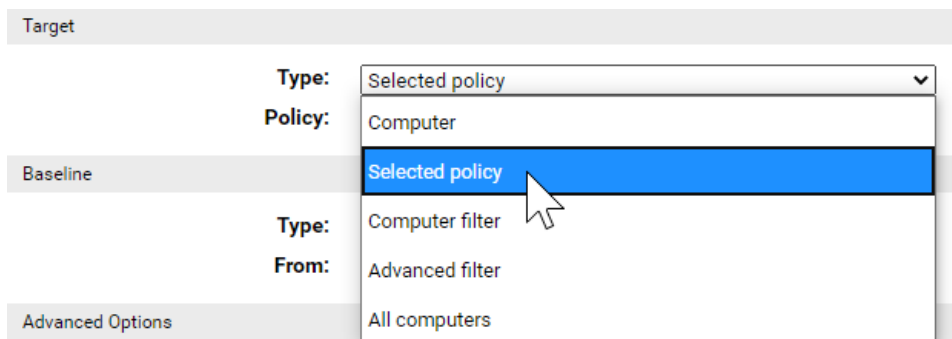 Target
Type: Selected policy
Policy: Computer
Baseline Selected policy
Type: Computer filter
From: Advanced filter
Advanced Options All computers